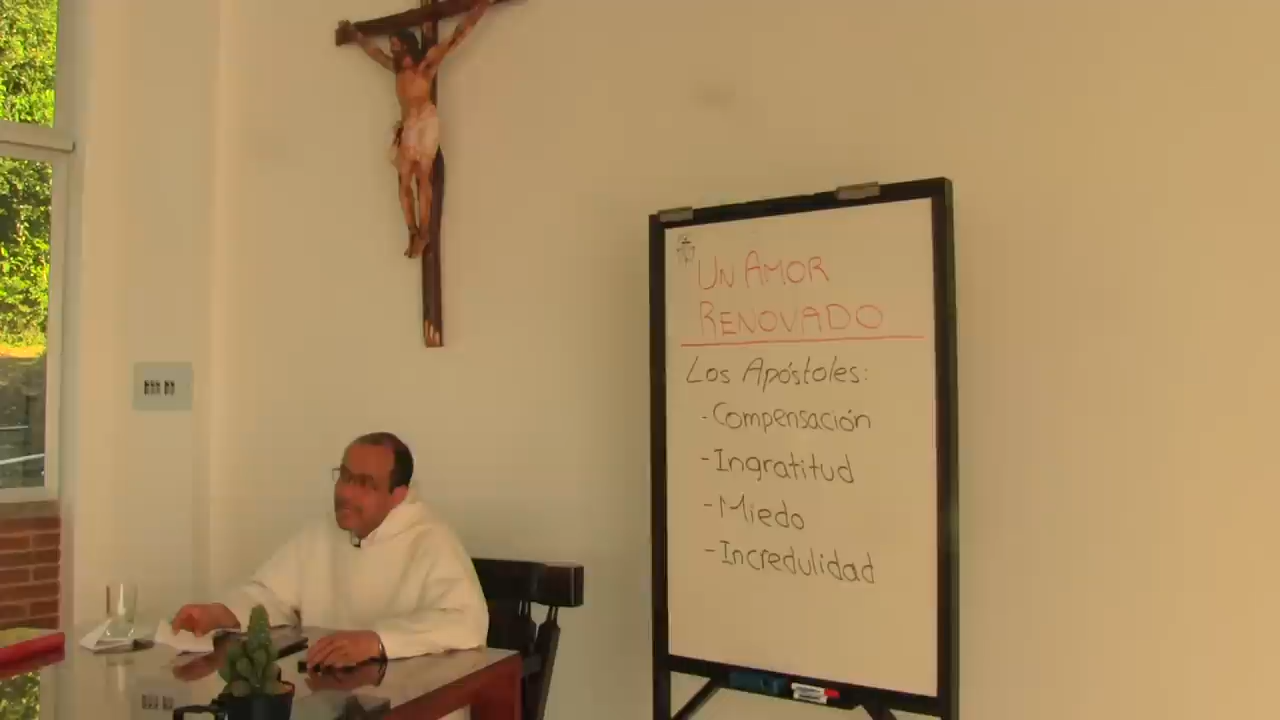 UN AMOR
RENOVADO
Los Apóstoles:
- Compensación
- Ingratitud
- Miedo
- Incredulidad